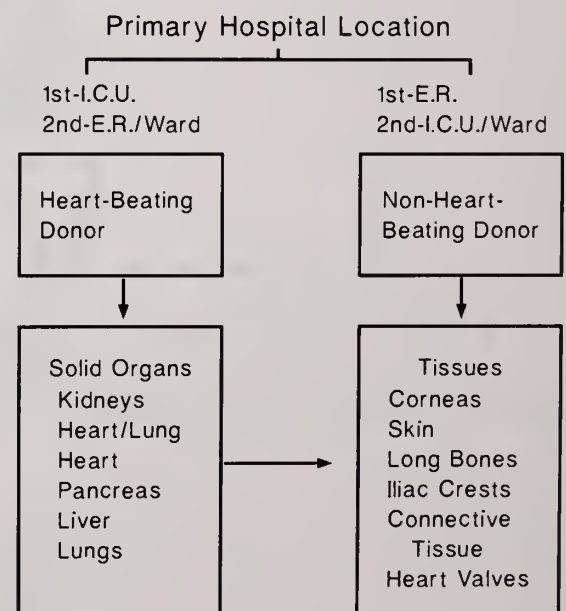 Primary Hospital Location
1st-I.C.U.
2nd-E.R./Ward
1st-E.R.
2nd-I.C.U./Ward
Heart-Beating
Donor
Non-Heart-
Beating Donor
Solid Organs
Kidneys
Heart/Lung
Heart
Pancreas
Liver
Lungs
Tissues
Corneas
Skin
Long Bones
Iliac Crests
Connective
Tissue
Heart Valves